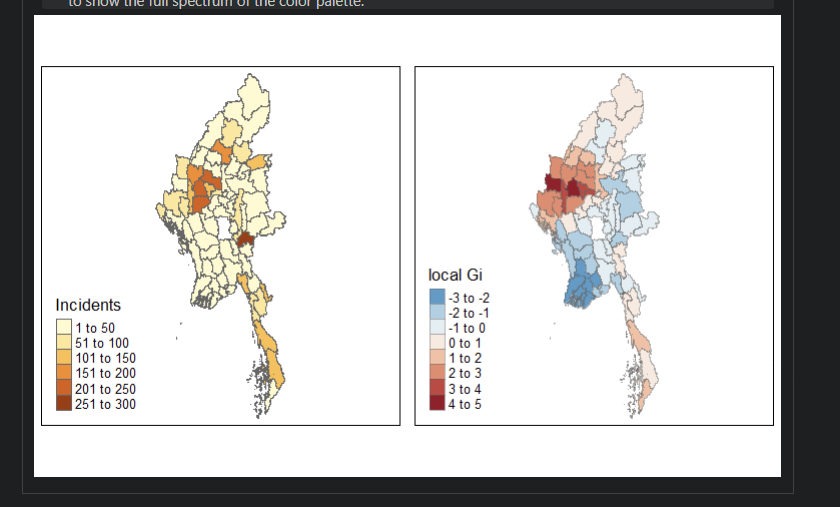 to show the full spectrum of the color palette.
Incidents
1 to 50
51 to 100
101 to 150
151 to 200
201 to 250
251 to 300
local Gi
-3 to -2
-2 to -1
-1 to 0
0 to 1
1 to 2
2 to 3
3 to 4
4 to 5